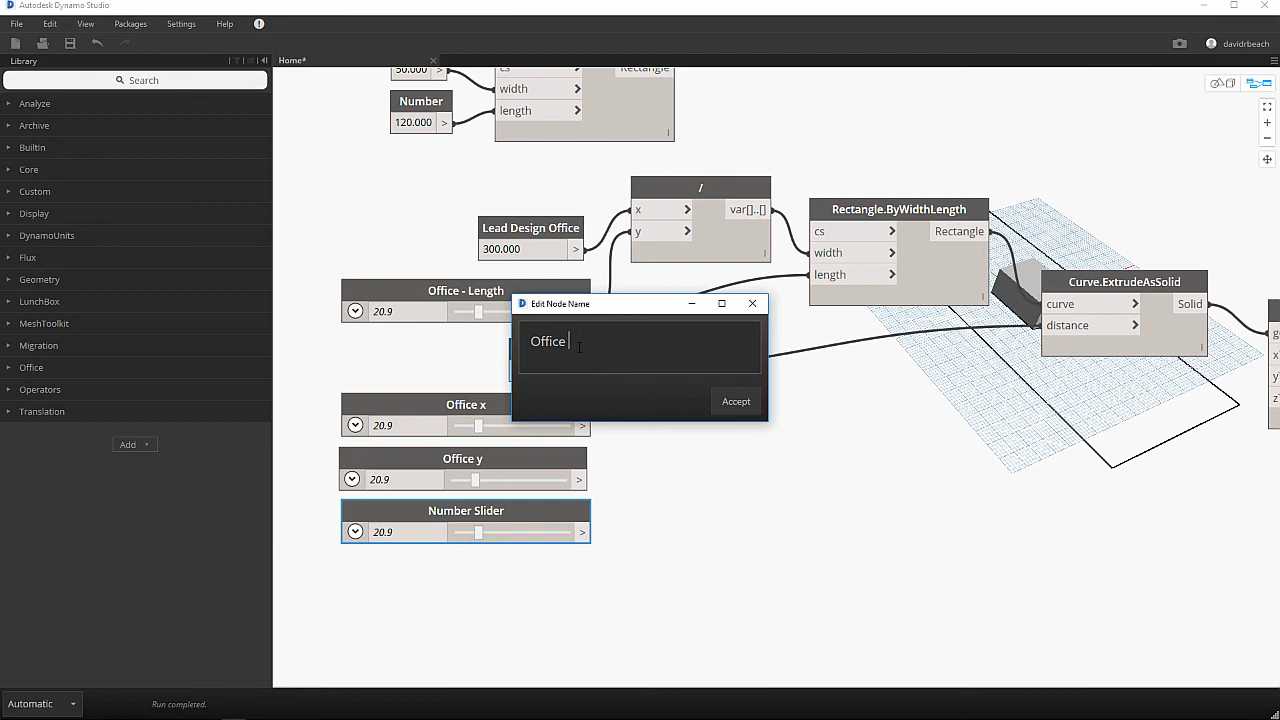 Autodesk Dynamo Studio
File Edit View Packages Settings Help
davidrbeach
Library
Home*
Search
Analyze
Archive
BuiltIn
Core
Custom
Display
DynamoUnits
Flux
Geometry
LunchBox
MeshToolkit
Migration
Office
Operators
Translation
Add
50.000 >
cs Rectangle
width
length
Number
120.000 >
/
x var[]..[]
y
Lead Design Office
300.000 >
Rectangle.ByWidthLength
cs Rectangle
width
length
Curve.ExtrudeAsSolid
curve Solid
distance
g
x
y
z
Office - Length
20.9
Edit Node Name
Office
Accept
Office x
20.9 >
Office y
20.9 >
Number Slider
20.9 >
Automatic
Run completed.